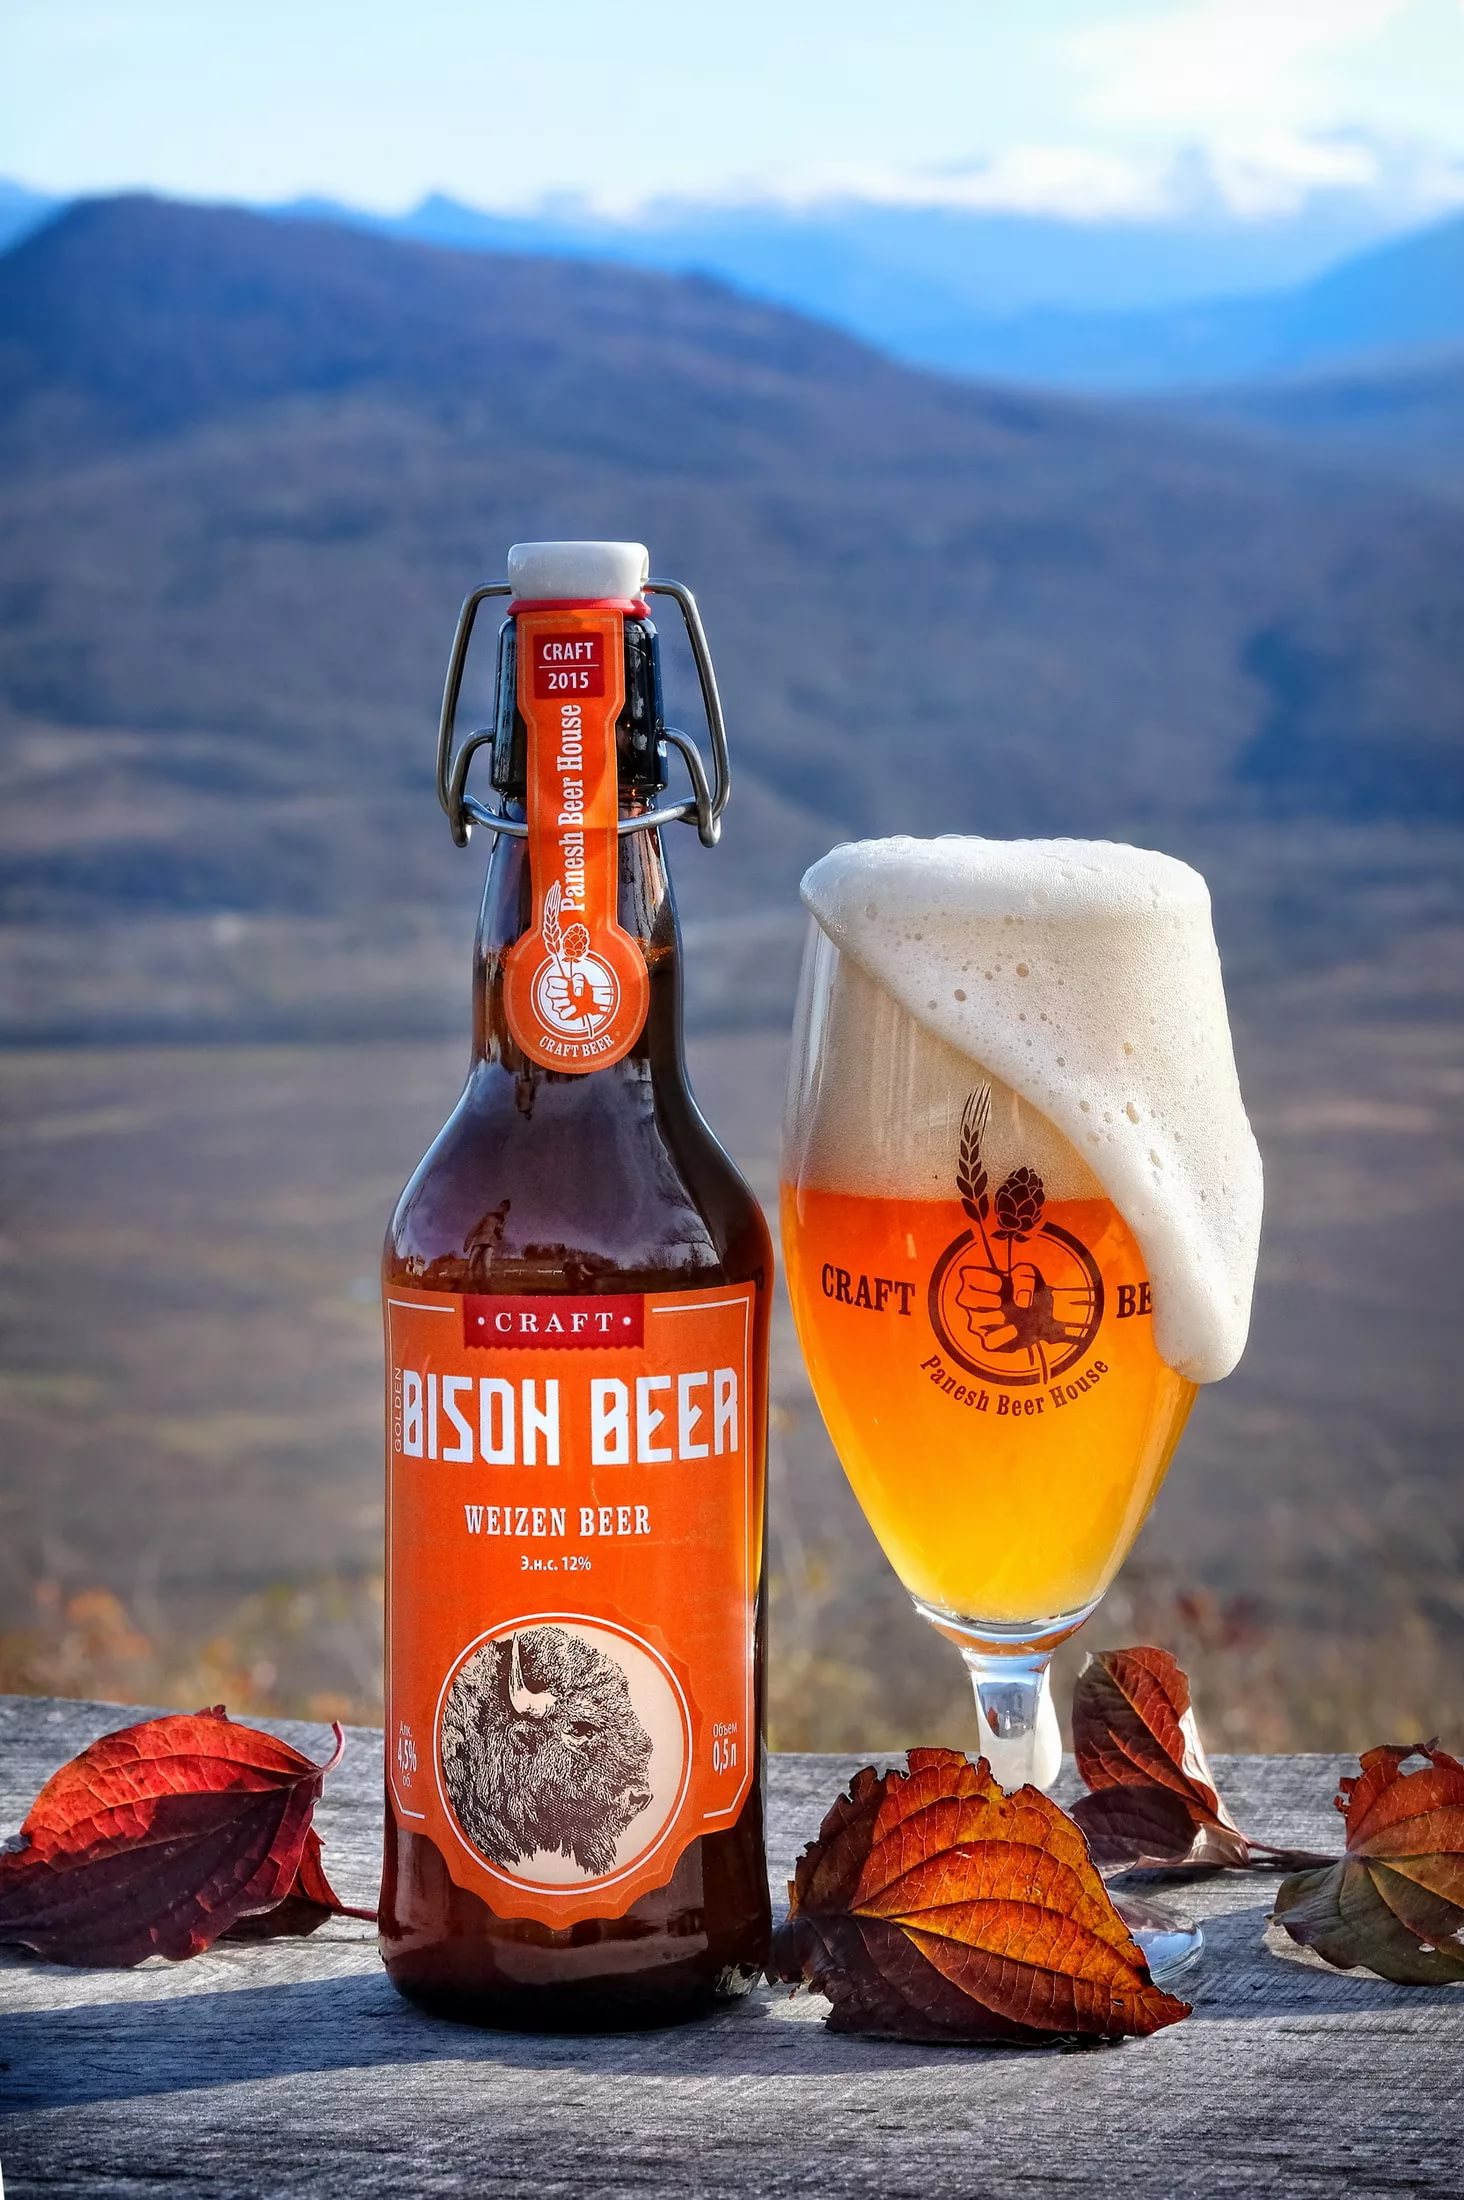 CRAFT
2015
Panesh Beer House
CRAFT BEER
• CRAFT •
GOLDEN
BISON BEER
WEIZEN BEER
Э.н.с. 12%
Алк.
4,5%
об.
Объем
0,5 л
CRAFT BE
Panesh Beer House